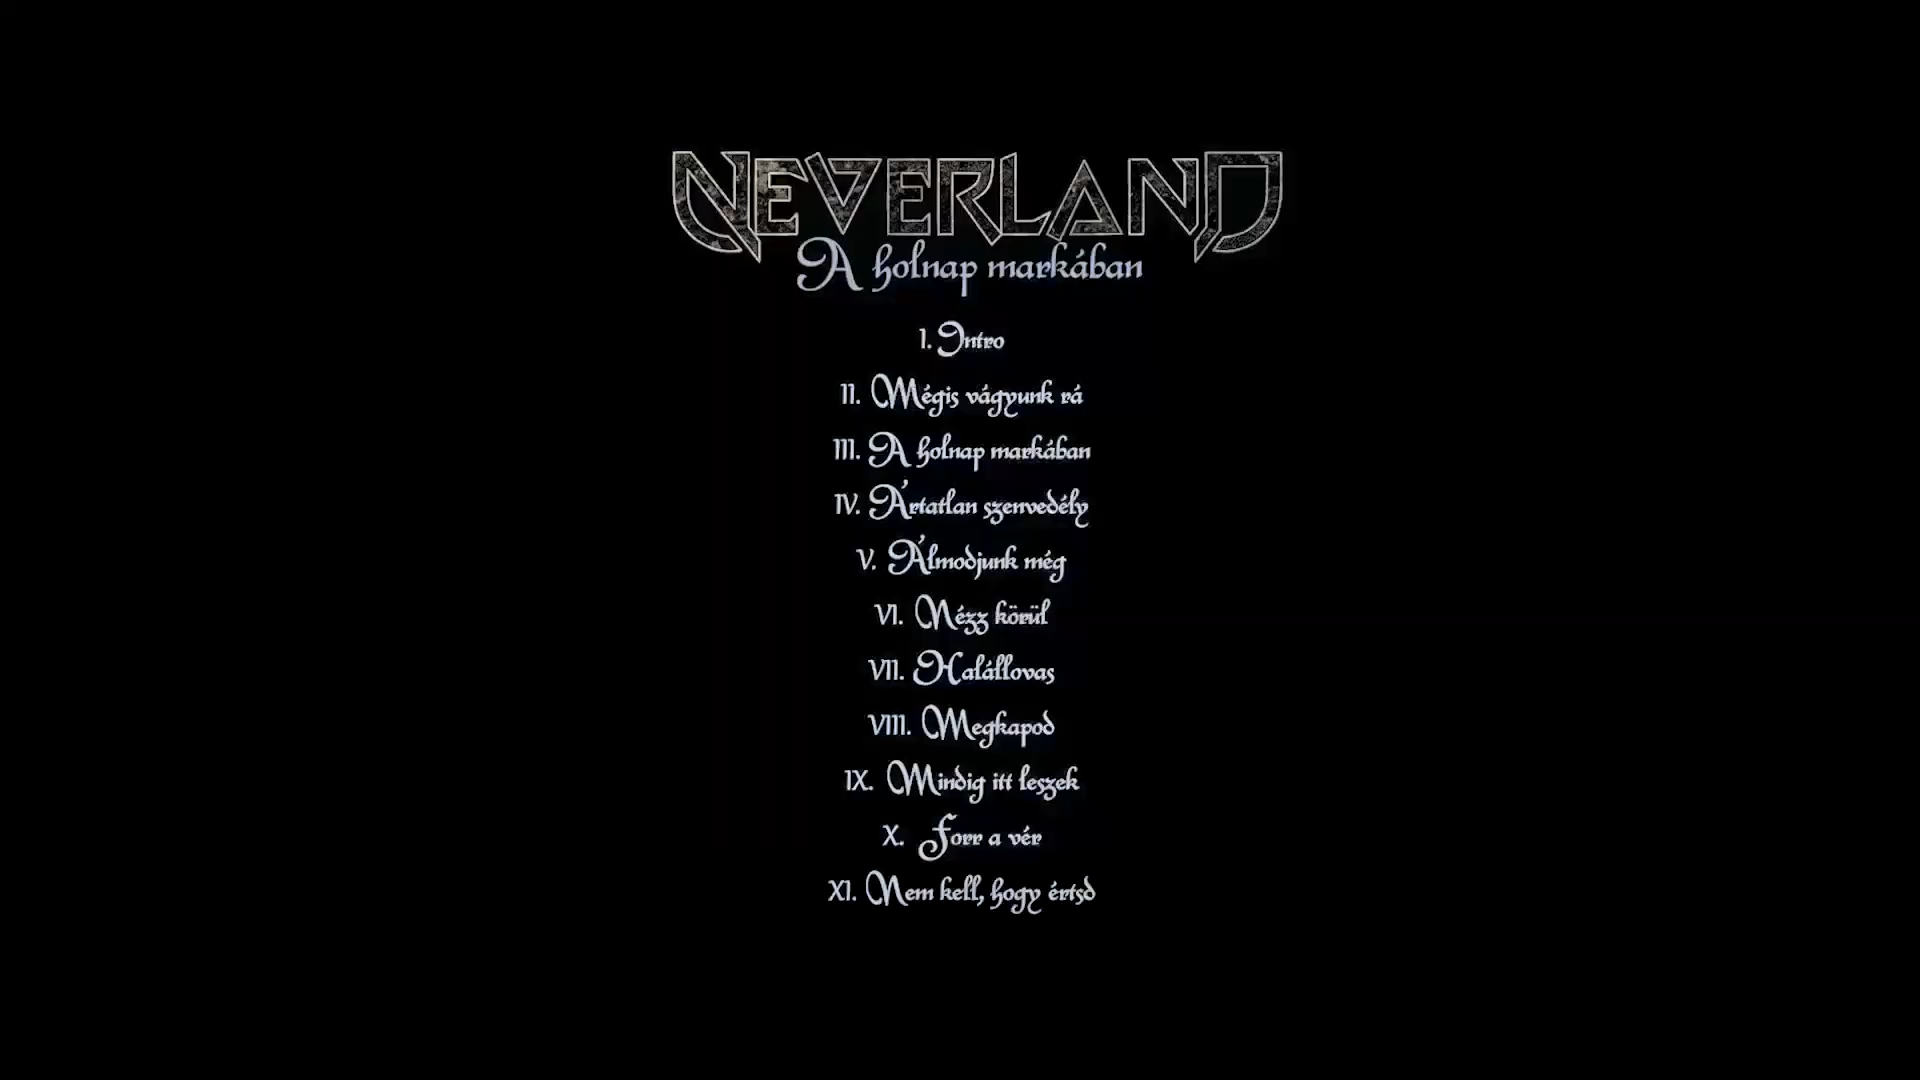 NEVERLAND
A holnap markában
I. Intro
II. Mégis vágyunk rá
III. A holnap markában
IV. Ártatlan szenvedély
V. Álmodjunk még
VI. Nézz körül
VII. Halállovas
VIII. Megkapod
IX. Mindig itt leszek
X. Forr a vér
XI. Nem kell, hogy értsd